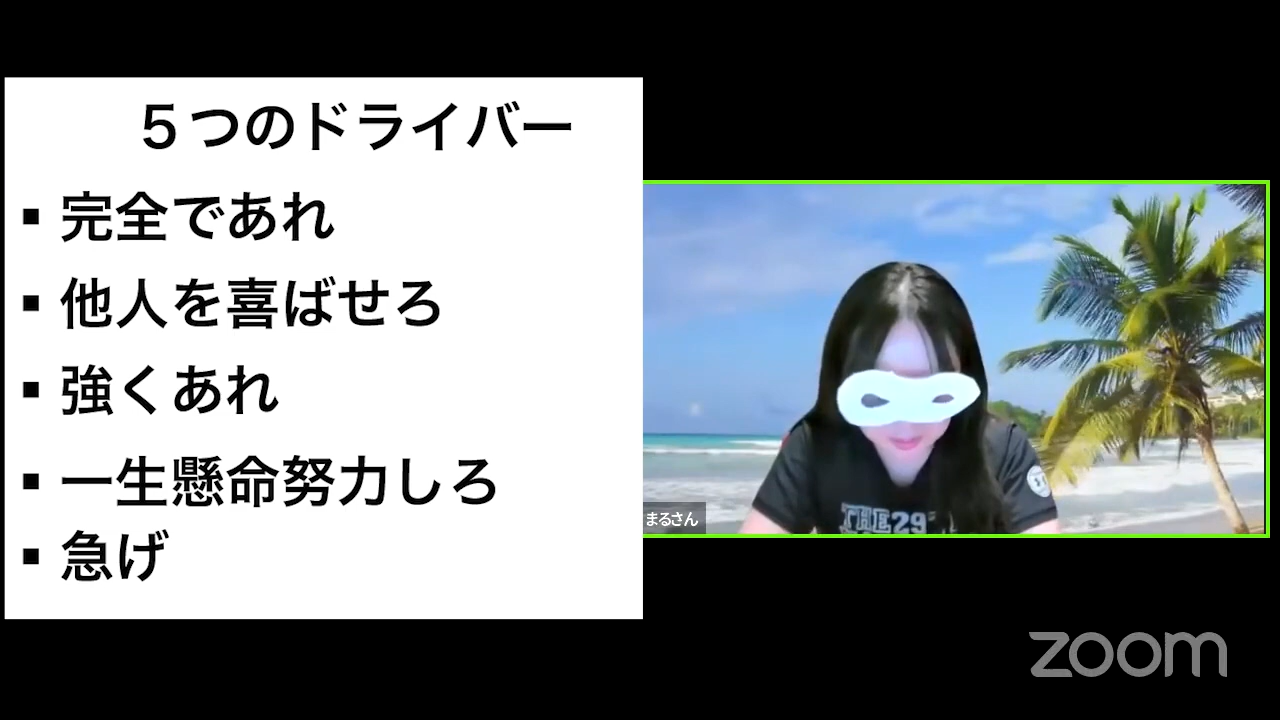 ５つのドライバー
▪ 完全であれ
▪ 他人を喜ばせろ
▪ 強くあれ
▪ 一生懸命努力しろ
▪ 急げ
まるさん
THE29
zoom